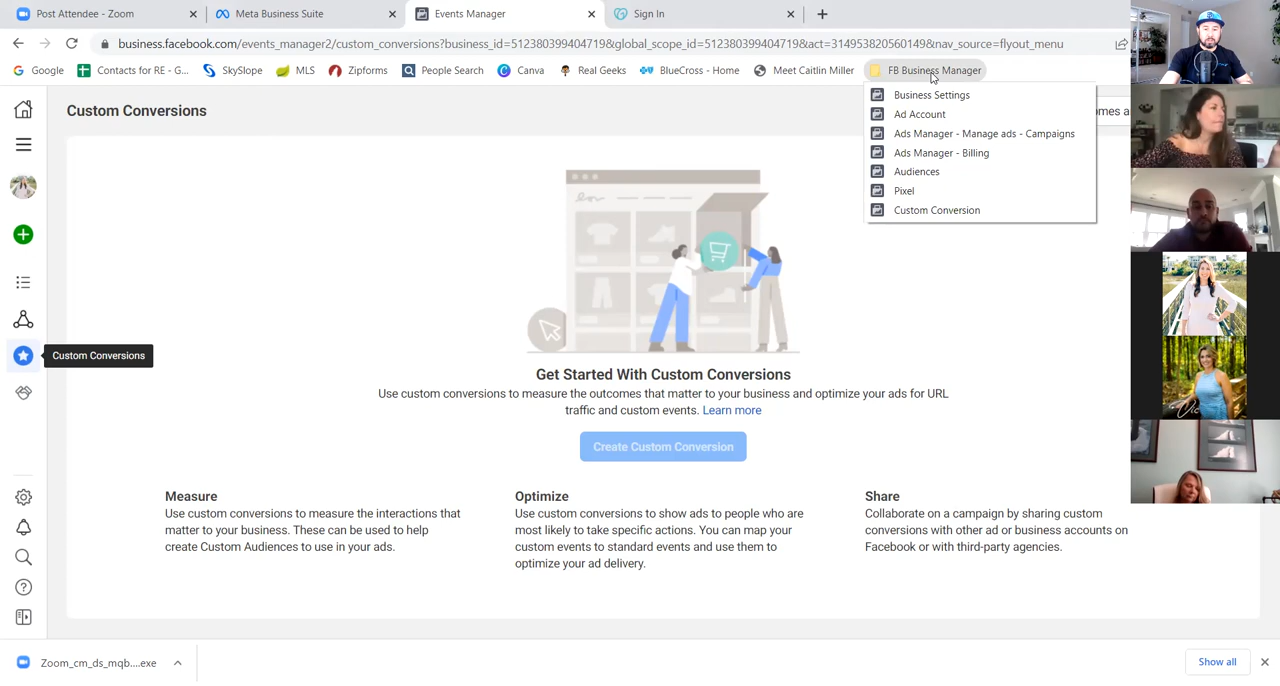 Post Attendee - Zoom
Meta Business Suite
Events Manager
Sign In
business.facebook.com/events_manager2/custom_conversions?business_id=512380399404719&global_scope_id=512380399404719&act=314953820560149&nav_source=flyout_menu
Google
Contacts for RE - G...
SkySlope
MLS
Zipforms
People Search
Canva
Real Geeks
BlueCross - Home
Meet Caitlin Miller
FB Business Manager
Business Settings
Ad Account
Ads Manager - Manage ads - Campaigns
Ads Manager - Billing
Audiences
Pixel
Custom Conversion
Custom Conversions
omes a
Custom Conversions
Get Started With Custom Conversions
Use custom conversions to measure the outcomes that matter to your business and optimize your ads for URL
traffic and custom events. Learn more
Create Custom Conversion
Measure
Use custom conversions to measure the interactions that
matter to your business. These can be used to help
create Custom Audiences to use in your ads.
Optimize
Use custom conversions to show ads to people who are
most likely to take specific actions. You can map your
custom events to standard events and use them to
optimize your ad delivery.
Share
Collaborate on a campaign by sharing custom
conversions with other ad or business accounts on
Facebook or with third-party agencies.
Zoom_cm_ds_mqb....exe
Show all